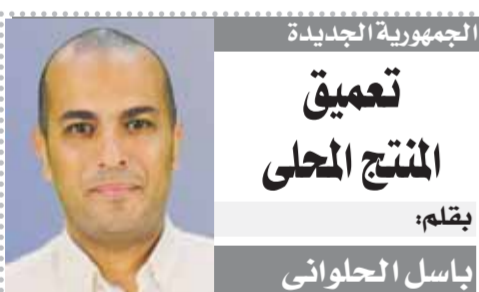 الجمهورية الجديدة
تعميق
المنتج المحلى
بقلم:
باسل الحلوانى